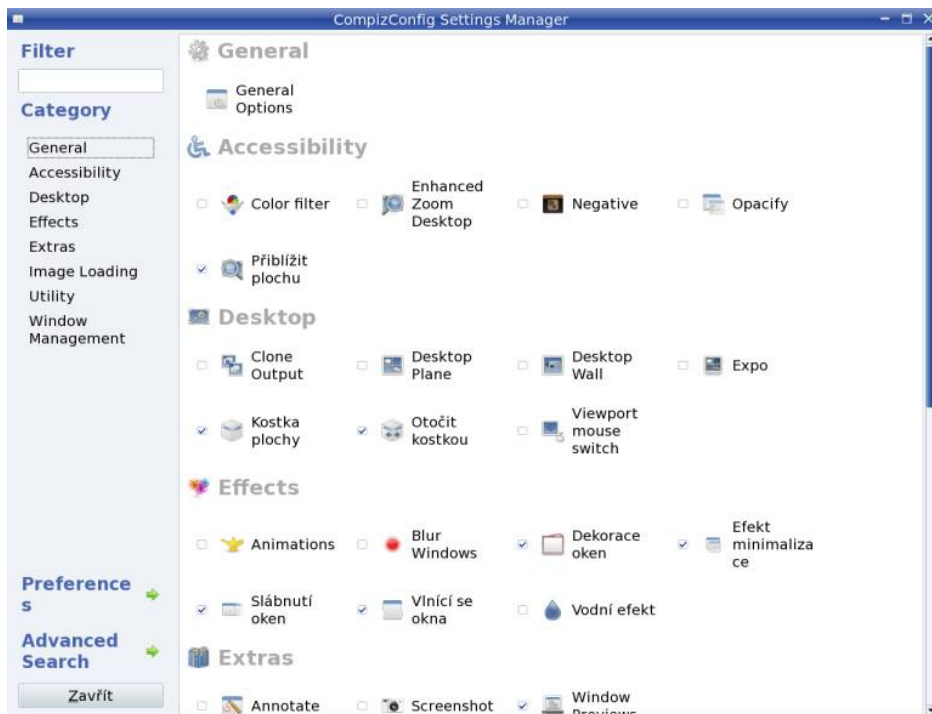 CompizConfig Settings Manager
Filter
Category
General
Accessibility
Desktop
Effects
Extras
Image Loading
Utility
Window
Management
Preference
s
Advanced
Search
Zavřít
General
General
Options
Accessibility
Color filter
Enhanced
Zoom
Desktop
Negative
Opacify
Přiblížit
plochu
Desktop
Clone
Output
Desktop
Plane
Desktop
Wall
Expo
Kostka
plochy
Otočit
kostkou
Viewport
mouse
switch
Effects
Animations
Blur
Windows
Dekorace
oken
Efekt
minimaliza
ce
Slábnutí
oken
Vlnící se
okna
Vodní efekt
Extras
Annotate
Screenshot
Window
Previews